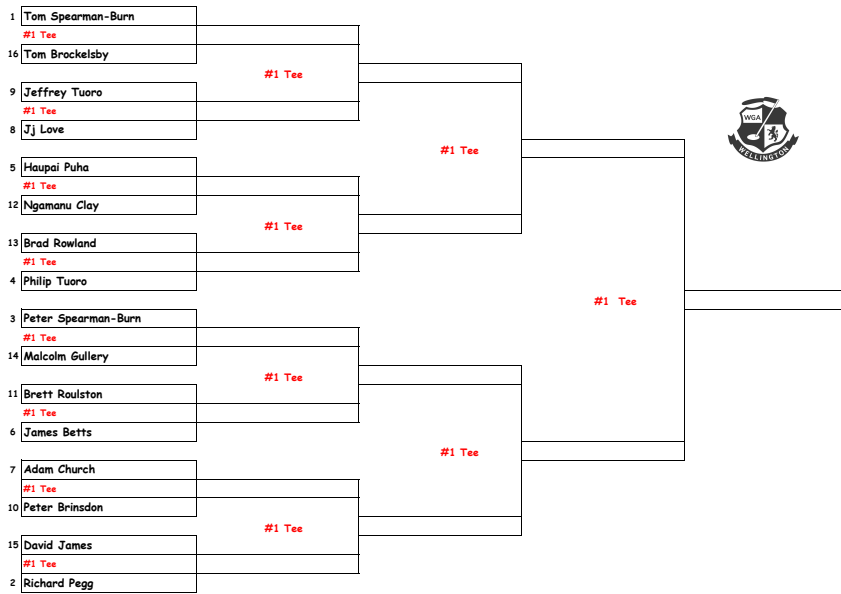 1 Tom Spearman-Burn
#1 Tee
16 Tom Brockelsby
#1 Tee
9 Jeffrey Tuoro
#1 Tee
8 Jj Love
#1 Tee
5 Haupai Puha
#1 Tee
12 Ngamanu Clay
#1 Tee
13 Brad Rowland
#1 Tee
4 Philip Tuoro
#1 Tee
3 Peter Spearman-Burn
#1 Tee
14 Malcolm Gullery
#1 Tee
11 Brett Roulston
#1 Tee
6 James Betts
#1 Tee
7 Adam Church
#1 Tee
10 Peter Brinsdon
#1 Tee
15 David James
#1 Tee
2 Richard Pegg
WGA
WELLINGTON